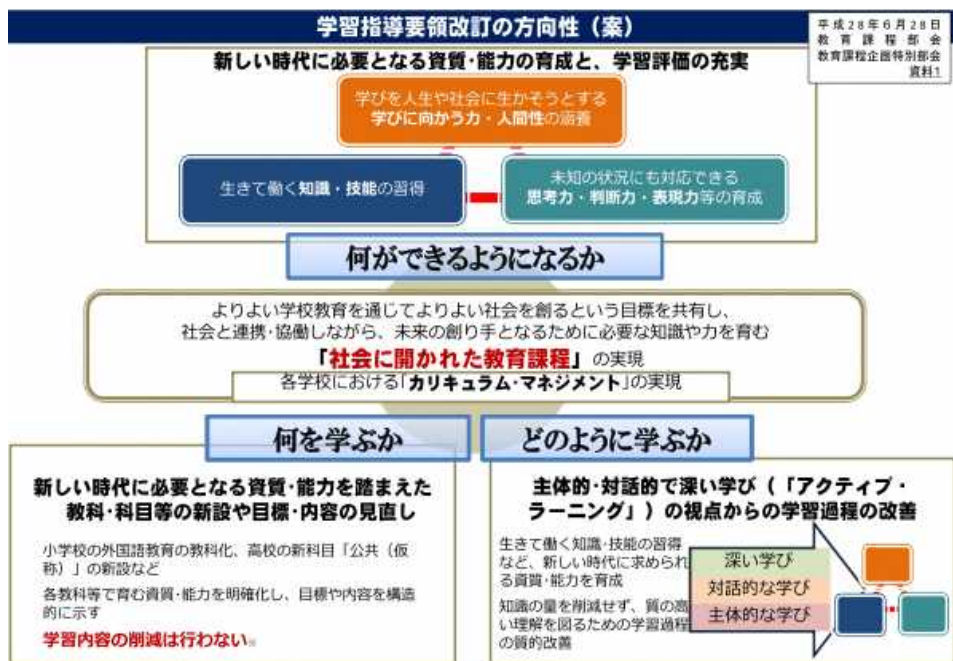 学習指導要領改訂の方向性（案）
平成28年6月28日
教育課程部会
教育課程企画特別部会
資料1
新しい時代に必要となる資質・能力の育成と、学習評価の充実
学びを人生や社会に生かそうとする
学びに向かう力・人間性の涵養
生きて働く知識・技能の習得
未知の状況にも対応できる
思考力・判断力・表現力等の育成
何ができるようになるか
よりよい学校教育を通じてよりよい社会を創るという目標を共有し、
社会と連携・協働しながら、未来の創り手となるために必要な知識や力を育む
「社会に開かれた教育課程」の実現
各学校における「カリキュラム・マネジメント」の実現
何を学ぶか
新しい時代に必要となる資質・能力を踏まえた
教科・科目等の新設や目標・内容の見直し
小学校の外国語教育の教科化、高校の新科目「公共（仮
称）」の新設など
各教科等で育む資質・能力を明確化し、目標や内容を構造
的に示す
学習内容の削減は行わない※
どのように学ぶか
主体的・対話的で深い学び（「アクティブ・
ラーニング」）の視点からの学習過程の改善
生きて働く知識・技能の習得
など、新しい時代に求められ
る資質・能力を育成
知識の量を削減せず、質の高
い理解を図るための学習過程
の質的改善
深い学び
対話的な学び
主体的な学び